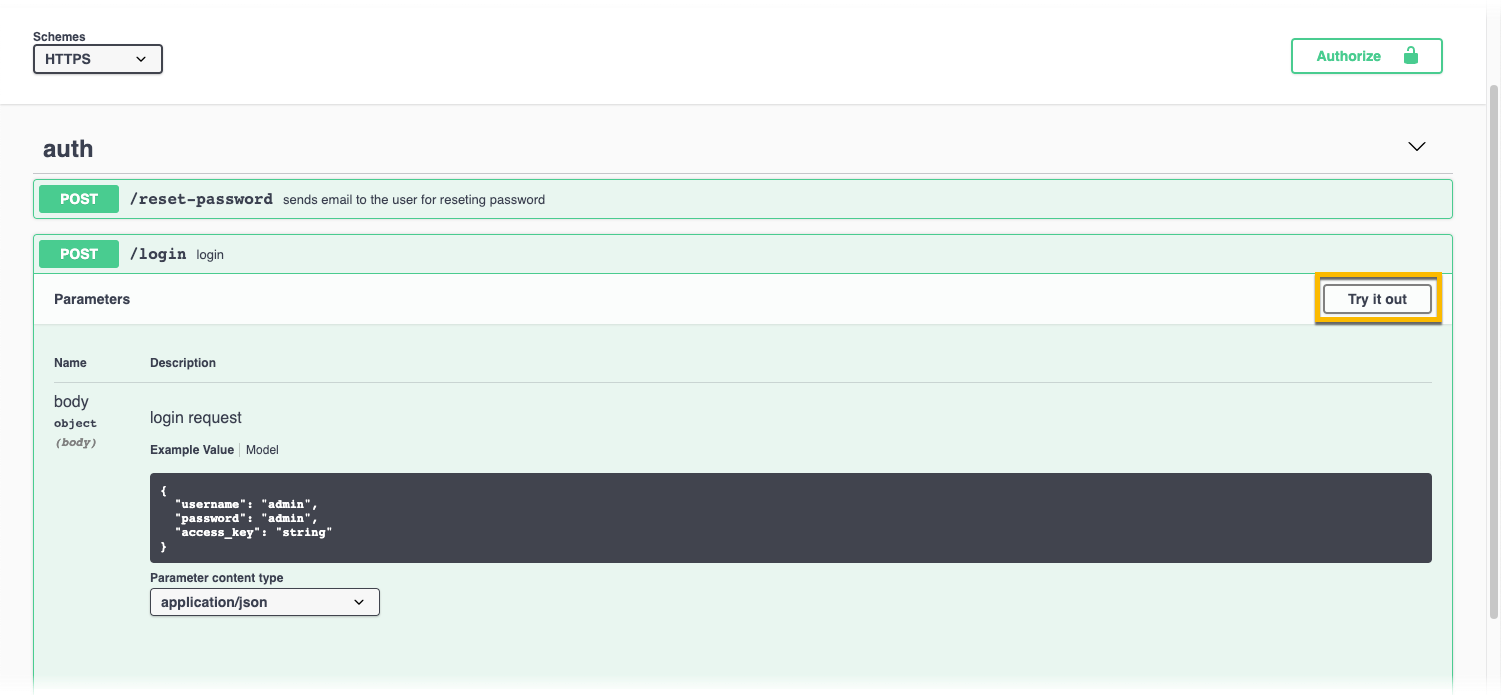 Schemes
HTTPS
Authorize
auth
POST /reset-password sends email to the user for reseting password
POST /login login
Parameters
Try it out
Name Description
body
object
(body)
login request
Example Value Model
{
  "username": "admin",
  "password": "admin",
  "access_key": "string"
}
Parameter content type
application/json